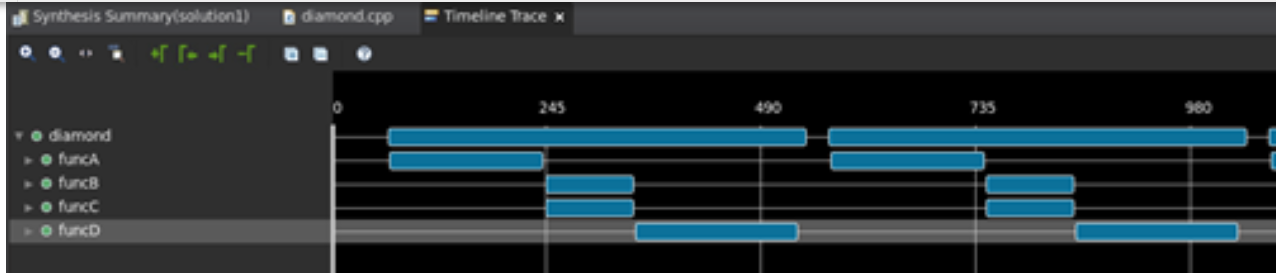 Synthesis Summary(solution1) diamond.cpp Timeline Trace
0 245 490 735 980
diamond
funcA
funcB
funcC
funcD